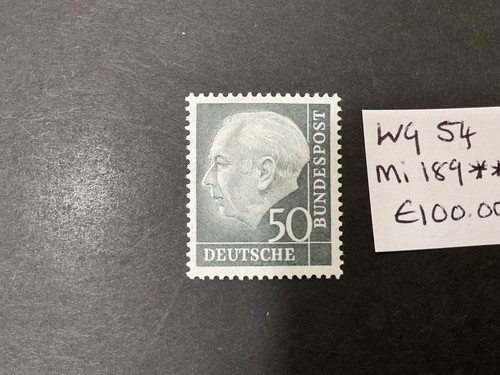 50
DEUTSCHE
BUNDESPOST
WG 54
Mi 189**
€100.00